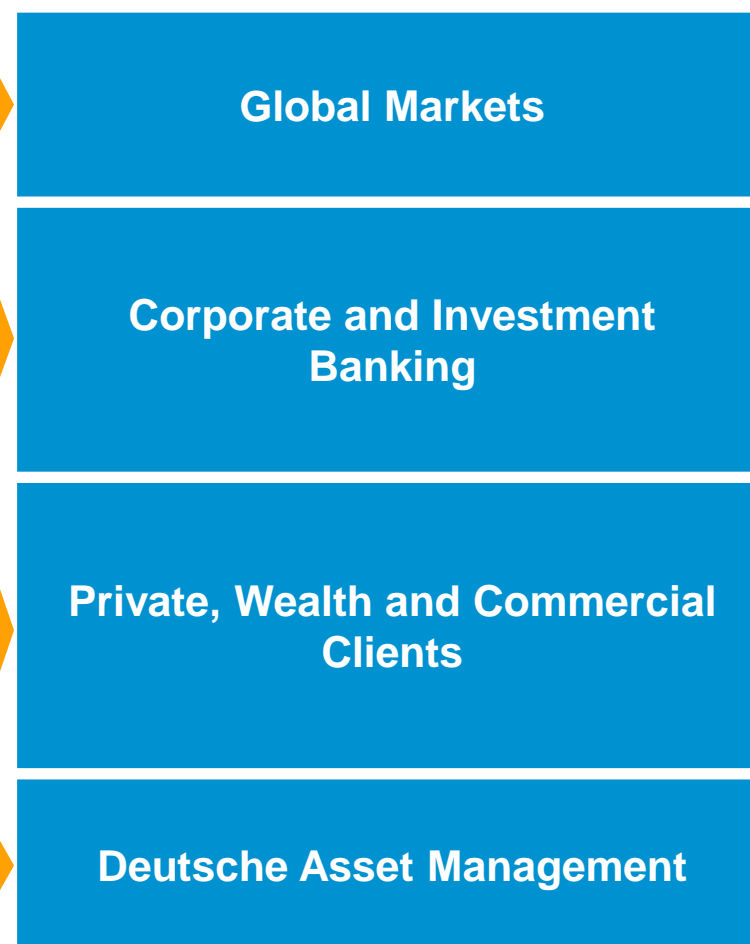 Global Markets
Corporate and Investment
Banking
Private, Wealth and Commercial
Clients
Deutsche Asset Management